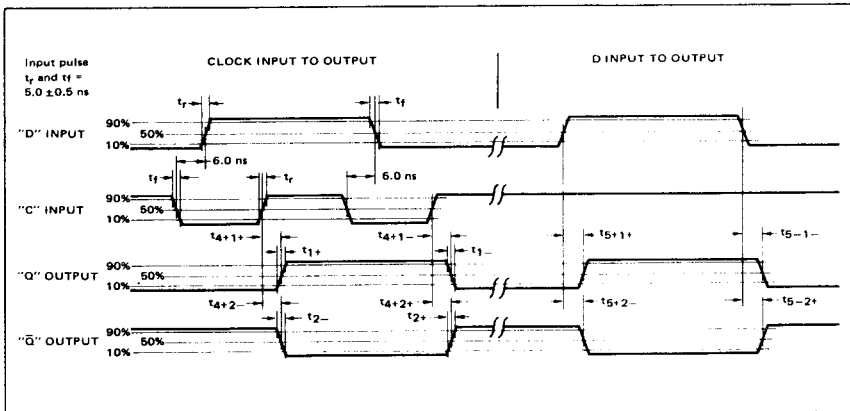 Input pulse
tr and tf =
5.0 ±0.5 ns
CLOCK INPUT TO OUTPUT
D INPUT TO OUTPUT
tr
tf
90%
50%
10%
"D" INPUT
6.0 ns
6.0 ns
tf
tr
90%
50%
10%
"C" INPUT
t4+1+
t1+
t4+1−
t1−
t5+1+
t5−1−
90%
50%
10%
"Q" OUTPUT
t4+2−
t2−
t4+2+
t2+
t5+2−
t5−2+
90%
50%
10%
"Q̅" OUTPUT